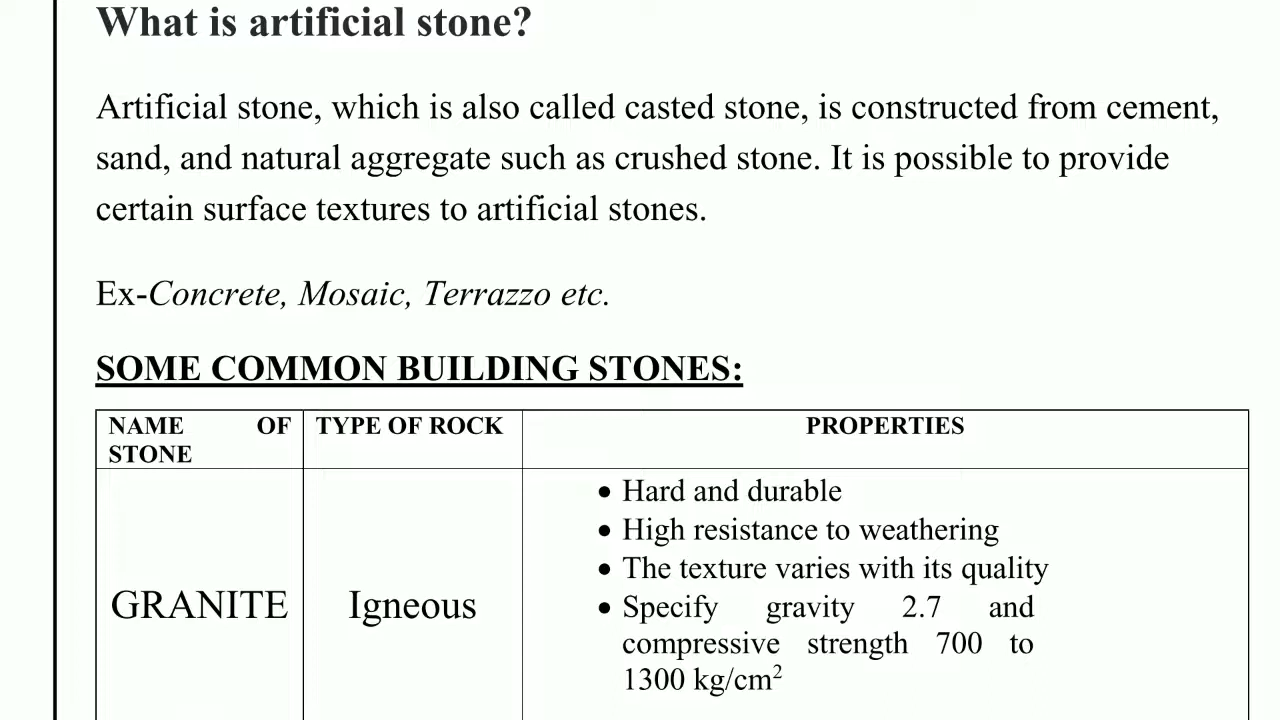 What is artificial stone?
Artificial stone, which is also called casted stone, is constructed from cement,
sand, and natural aggregate such as crushed stone. It is possible to provide
certain surface textures to artificial stones.
Ex-Concrete, Mosaic, Terrazzo etc.
SOME COMMON BUILDING STONES:
NAME OF
STONE
TYPE OF ROCK
PROPERTIES
GRANITE
Igneous
• Hard and durable
• High resistance to weathering
• The texture varies with its quality
• Specify gravity 2.7 and
compressive strength 700 to
1300 kg/cm²